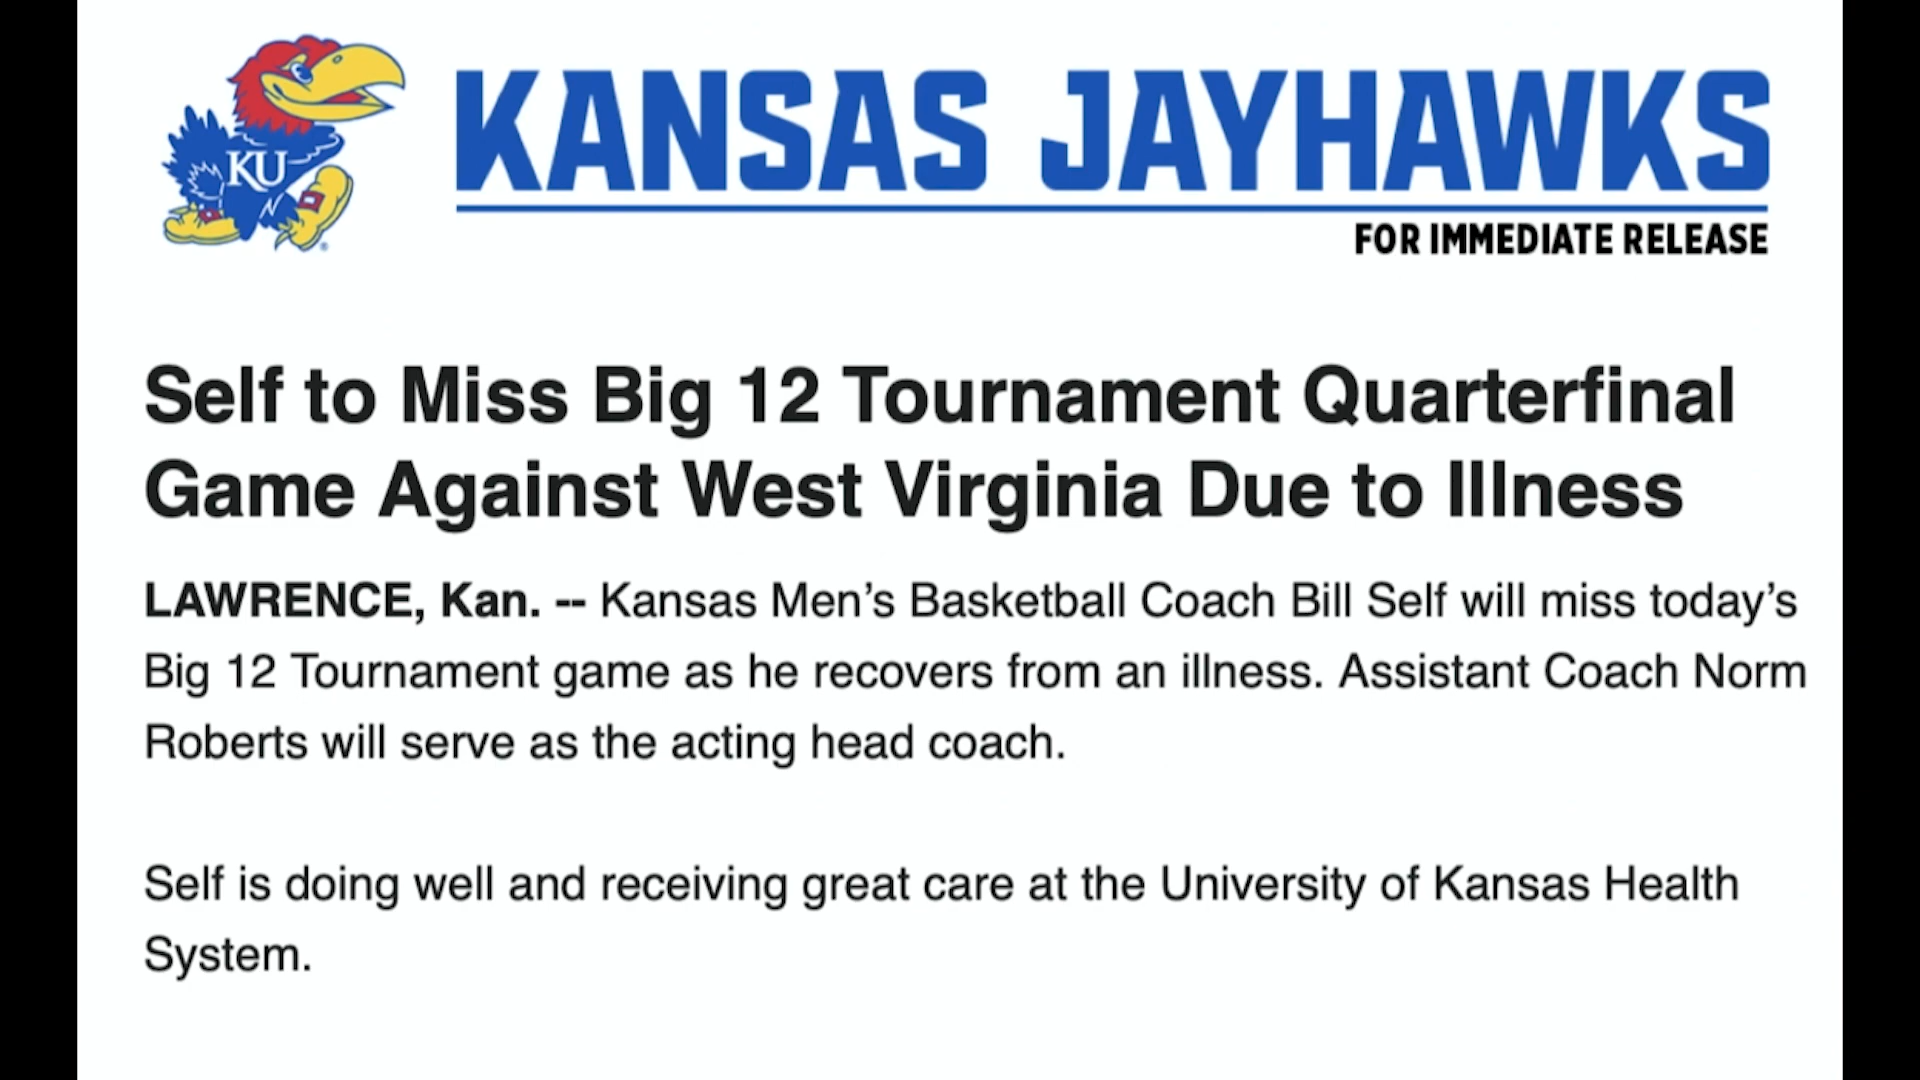 KU
KANSAS JAYHAWKS
FOR IMMEDIATE RELEASE
Self to Miss Big 12 Tournament Quarterfinal
Game Against West Virginia Due to Illness
LAWRENCE, Kan. -- Kansas Men’s Basketball Coach Bill Self will miss today’s
Big 12 Tournament game as he recovers from an illness. Assistant Coach Norm
Roberts will serve as the acting head coach.
Self is doing well and receiving great care at the University of Kansas Health
System.